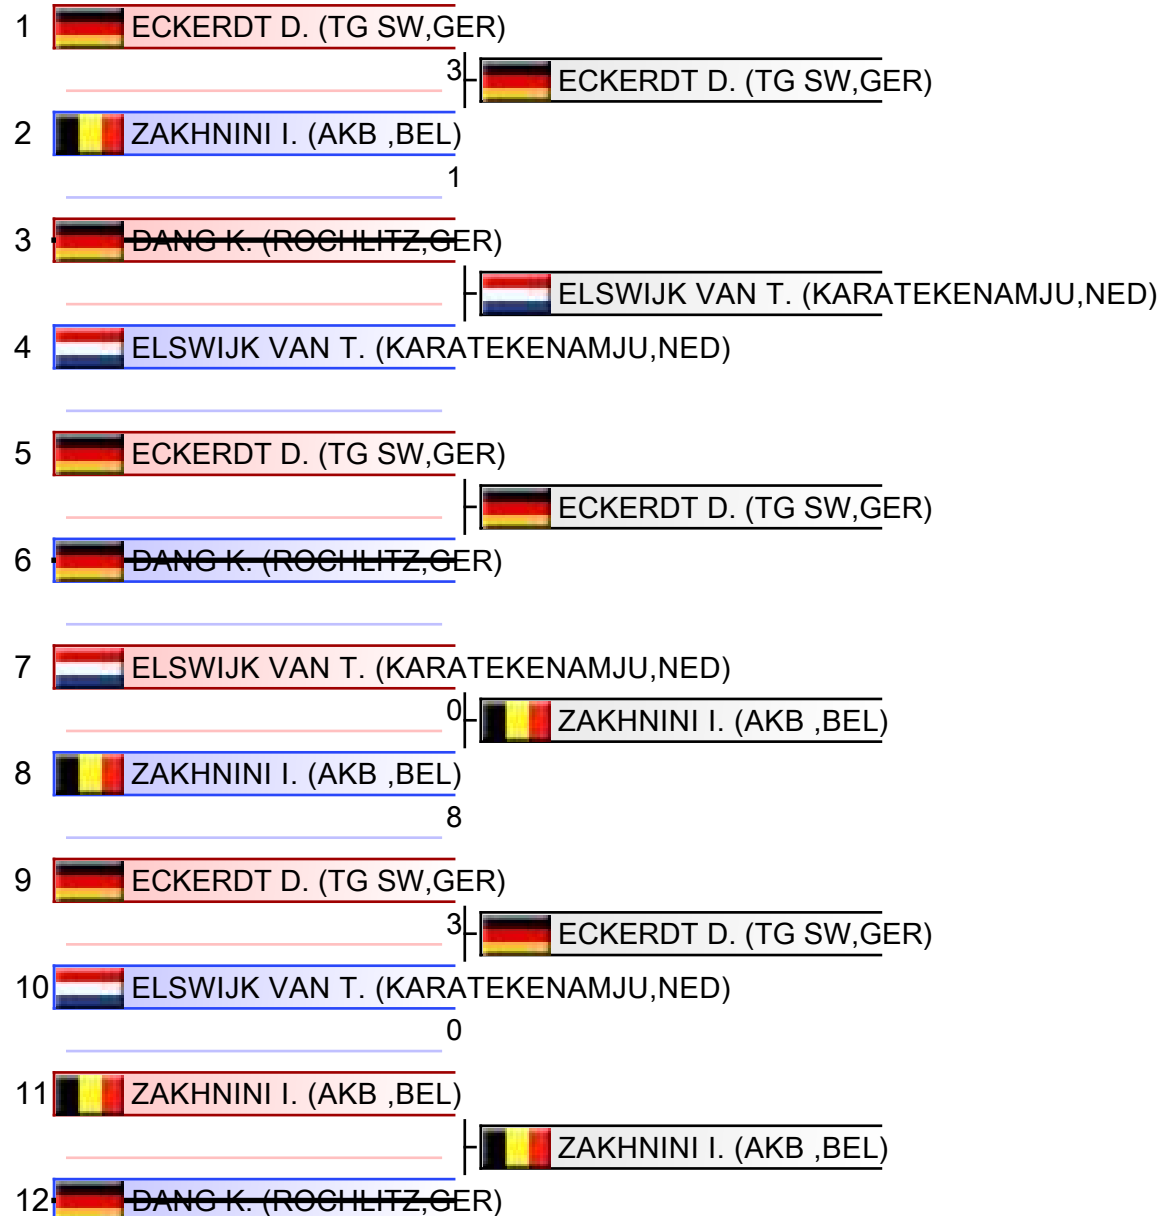 1 ECKERDT D. (TG SW,GER)
3 ECKERDT D. (TG SW,GER)
2 ZAKHNINI I. (AKB ,BEL)
1
3 DANG K. (ROCHLITZ,GER)
ELSWIJK VAN T. (KARATEKENAMJU,NED)
4 ELSWIJK VAN T. (KARATEKENAMJU,NED)
5 ECKERDT D. (TG SW,GER)
ECKERDT D. (TG SW,GER)
6 DANG K. (ROCHLITZ,GER)
7 ELSWIJK VAN T. (KARATEKENAMJU,NED)
0 ZAKHNINI I. (AKB ,BEL)
8 ZAKHNINI I. (AKB ,BEL)
8
9 ECKERDT D. (TG SW,GER)
3 ECKERDT D. (TG SW,GER)
10 ELSWIJK VAN T. (KARATEKENAMJU,NED)
0
11 ZAKHNINI I. (AKB ,BEL)
ZAKHNINI I. (AKB ,BEL)
12 DANG K. (ROCHLITZ,GER)